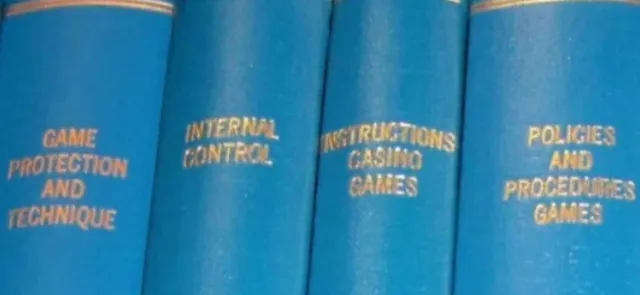 GAME
PROTECTION
AND
TECHNIQUE
INTERNAL
CONTROL
INSTRUCTIONS
CASINO
GAMES
POLICIES
AND
PROCEDURES
GAMES